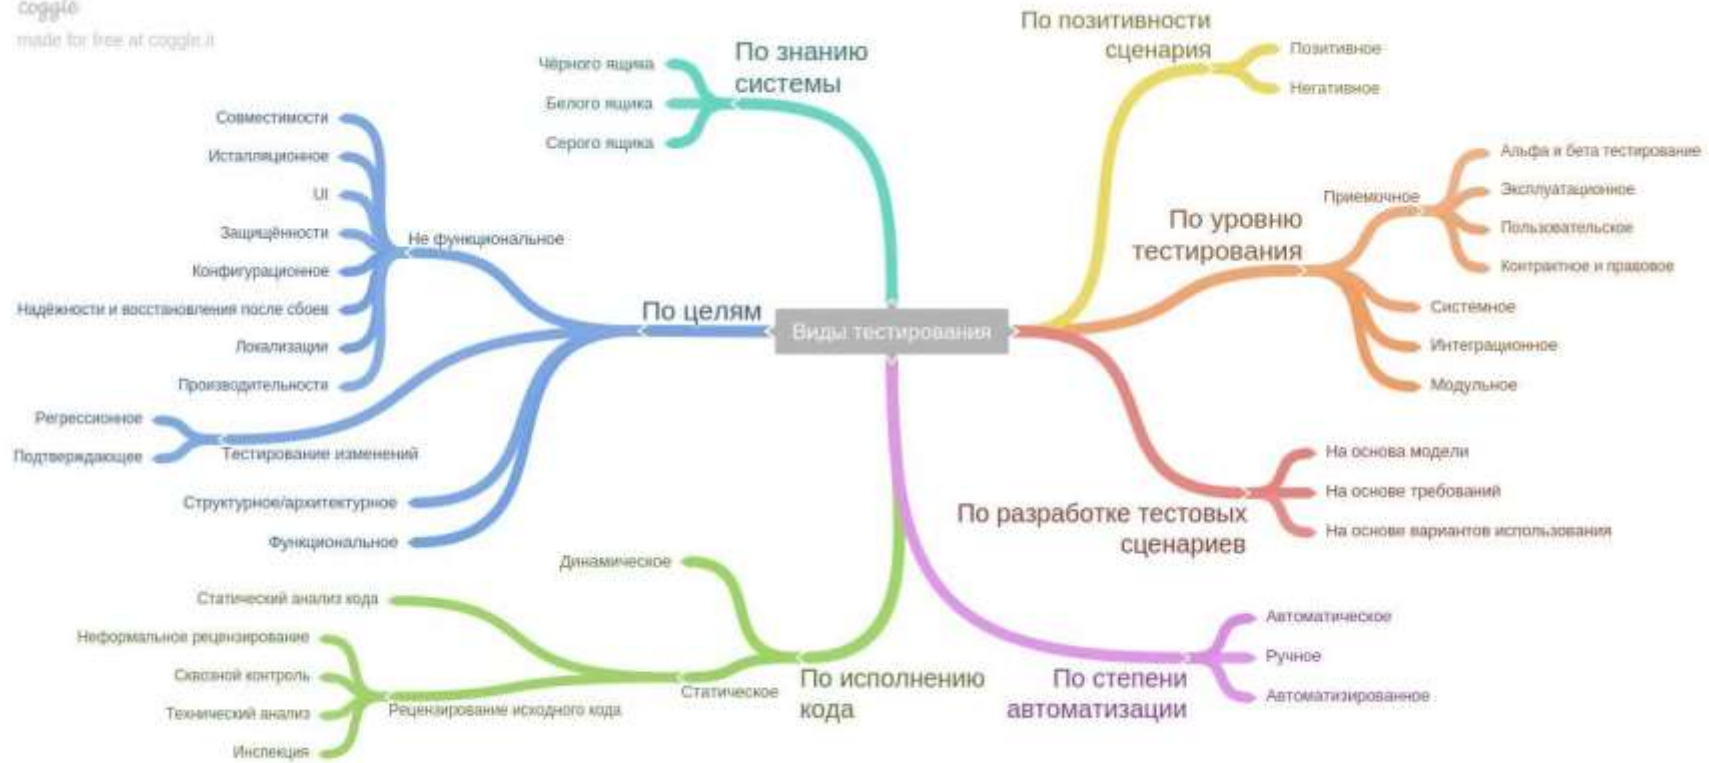 coggle
made for free at coggle.it
По знанию
системы
Чёрного ящика
Белого ящика
Серого ящика
По позитивности
сценария
Позитивное
Негативное
По уровню
тестирования
Приемочное
Альфа и бета тестирование
Эксплуатационное
Пользовательское
Контрактное и правовое
Системное
Интеграционное
Модульное
Виды тестирования
По целям
Не функциональное
Совместимости
Исталляционное
UI
Защищённости
Конфигурационное
Надёжности и восстановления после сбоев
Локализации
Производительности
Регрессионное
Подтверждающее
Тестирование изменений
Структурное/архитектурное
Функциональное
По разработке тестовых
сценариев
На основа модели
На основе требований
На основе вариантов использования
По исполнению
кода
Динамическое
Статическое
Статический анализ кода
Рецензирование исходного кода
Неформальное рецензирование
Сквозной контроль
Технический анализ
Инспекция
По степени
автоматизации
Автоматическое
Ручное
Автоматизированное